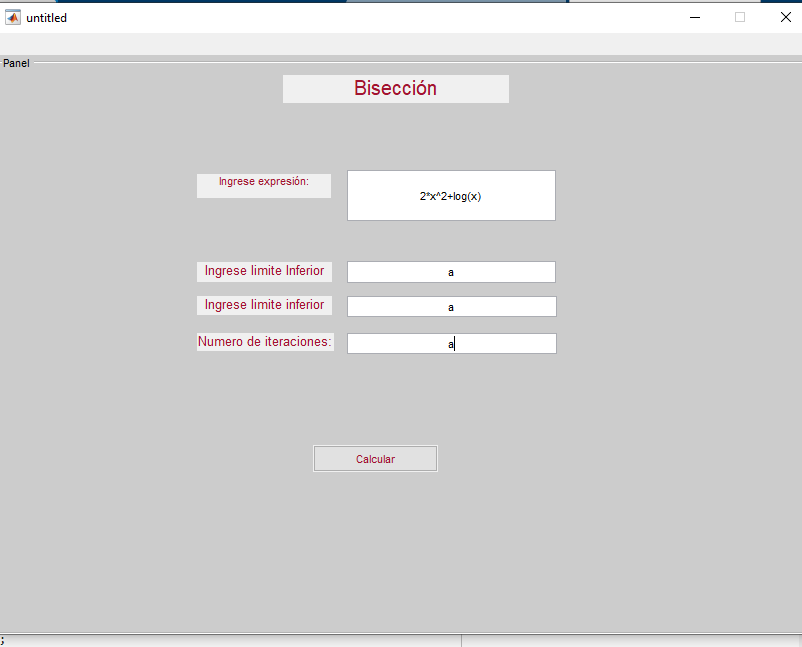 untitled
Panel
Bisección
Ingrese expresión:
2*x^2+log(x)
Ingrese limite Inferior
a
Ingrese limite inferior
a
Numero de iteraciones:
a
Calcular
;